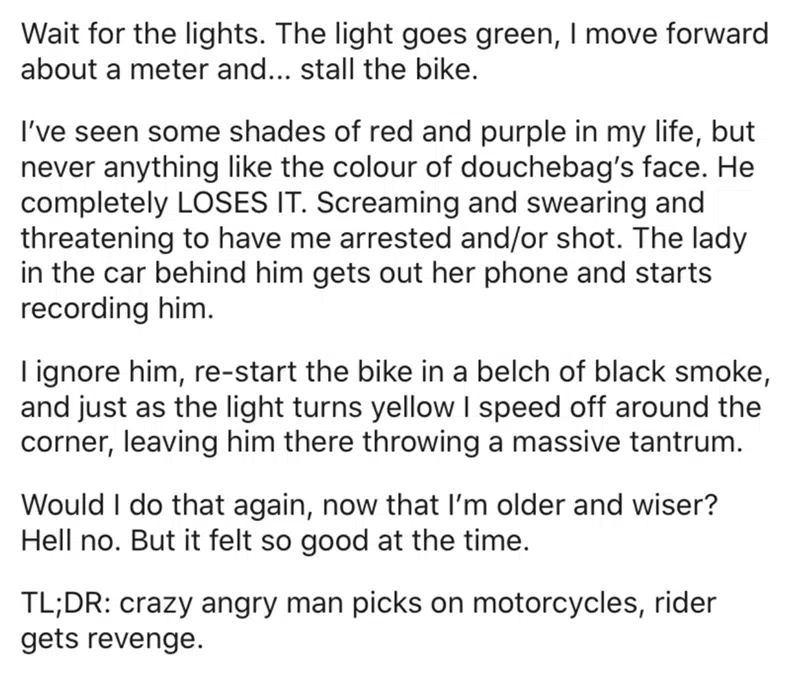 Wait for the lights. The light goes green, I move forward
about a meter and... stall the bike.
I've seen some shades of red and purple in my life, but
never anything like the colour of douchebag's face. He
completely LOSES IT. Screaming and swearing and
threatening to have me arrested and/or shot. The lady
in the car behind him gets out her phone and starts
recording him.
I ignore him, re-start the bike in a belch of black smoke,
and just as the light turns yellow I speed off around the
corner, leaving him there throwing a massive tantrum.
Would I do that again, now that I'm older and wiser?
Hell no. But it felt so good at the time.
TL;DR: crazy angry man picks on motorcycles, rider
gets revenge.